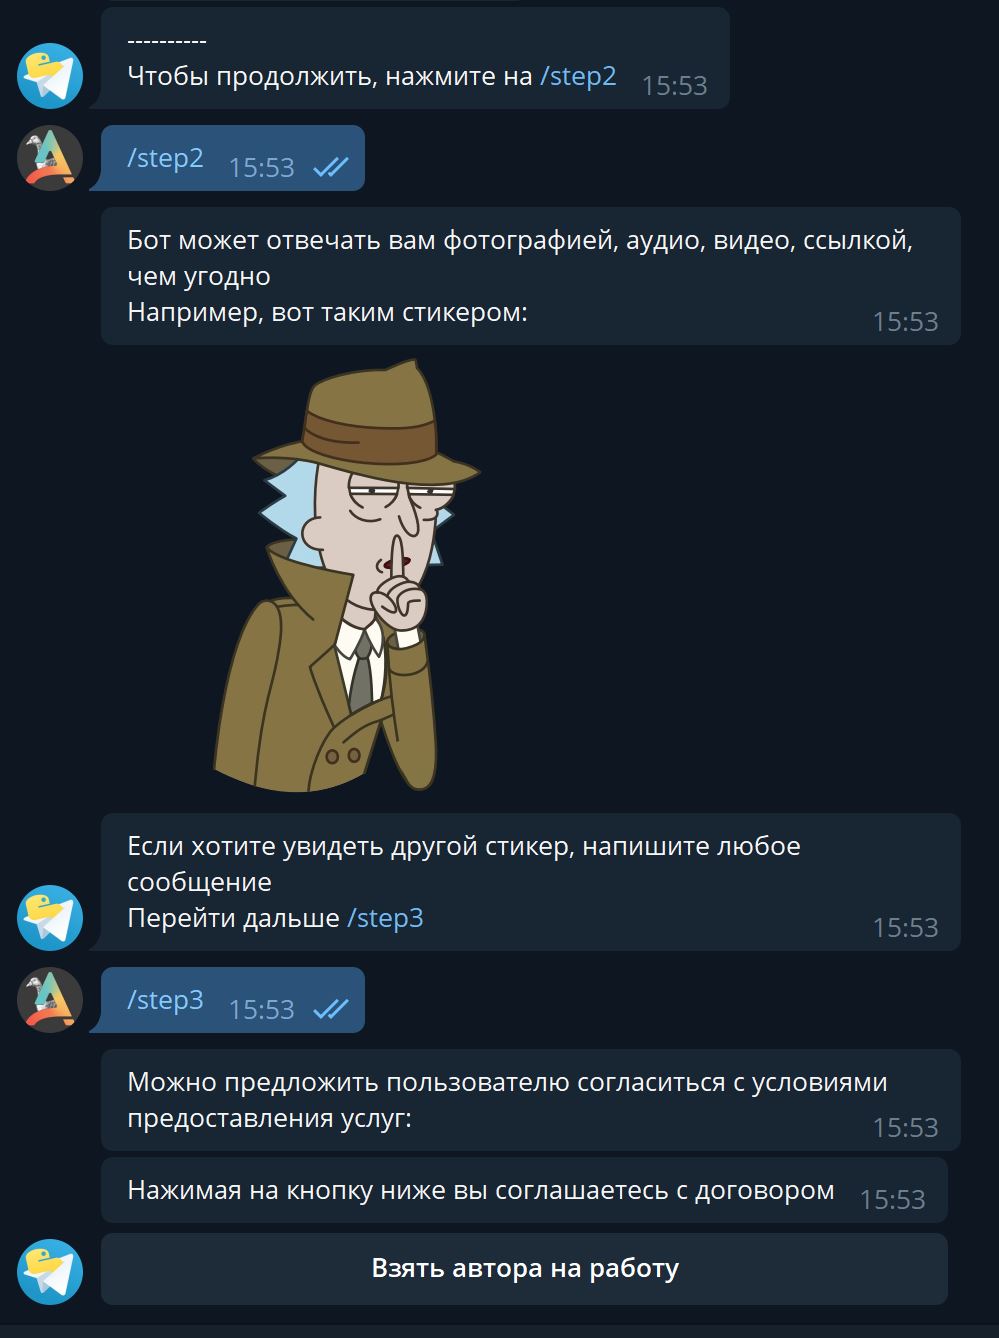 ----------
Чтобы продолжить, нажмите на /step2 15:53
/step2 15:53
Бот может отвечать вам фотографией, аудио, видео, ссылкой,
чем угодно
Например, вот таким стикером: 15:53
Если хотите увидеть другой стикер, напишите любое
сообщение
Перейти дальше /step3 15:53
/step3 15:53
Можно предложить пользователю согласиться с условиями
предоставления услуг: 15:53
Нажимая на кнопку ниже вы соглашаетесь с договором 15:53
Взять автора на работу